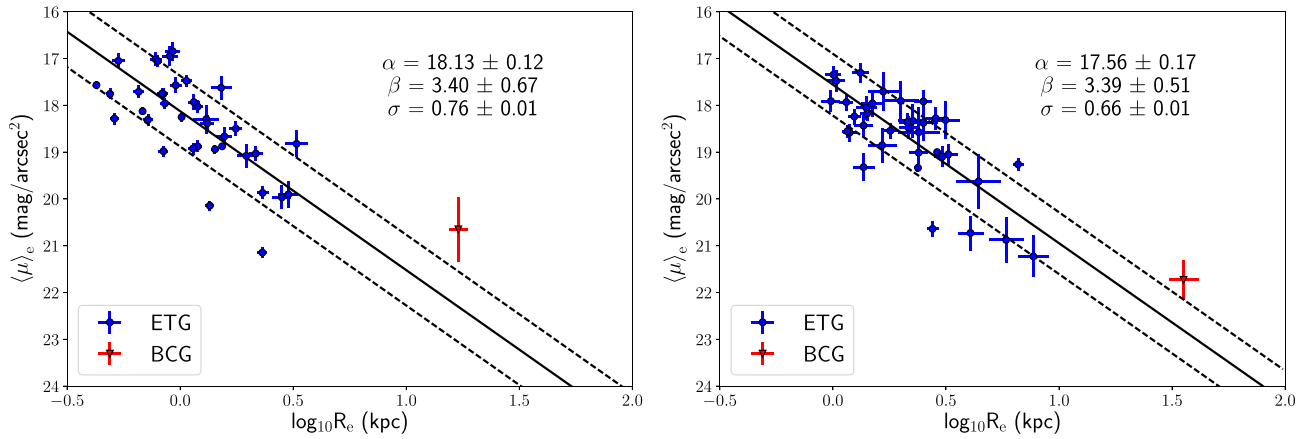 16
17
18
19
20
21
22
23
24
⟨μ⟩e (mag/arcsec²)
α = 18.13 ± 0.12
β = 3.40 ± 0.67
σ = 0.76 ± 0.01
ETG
BCG
−0.5 0.0 0.5 1.0 1.5 2.0
log₁₀Rₑ (kpc)
16
17
18
19
20
21
22
23
24
⟨μ⟩e (mag/arcsec²)
α = 17.56 ± 0.17
β = 3.39 ± 0.51
σ = 0.66 ± 0.01
ETG
BCG
−0.5 0.0 0.5 1.0 1.5 2.0
log₁₀Rₑ (kpc)